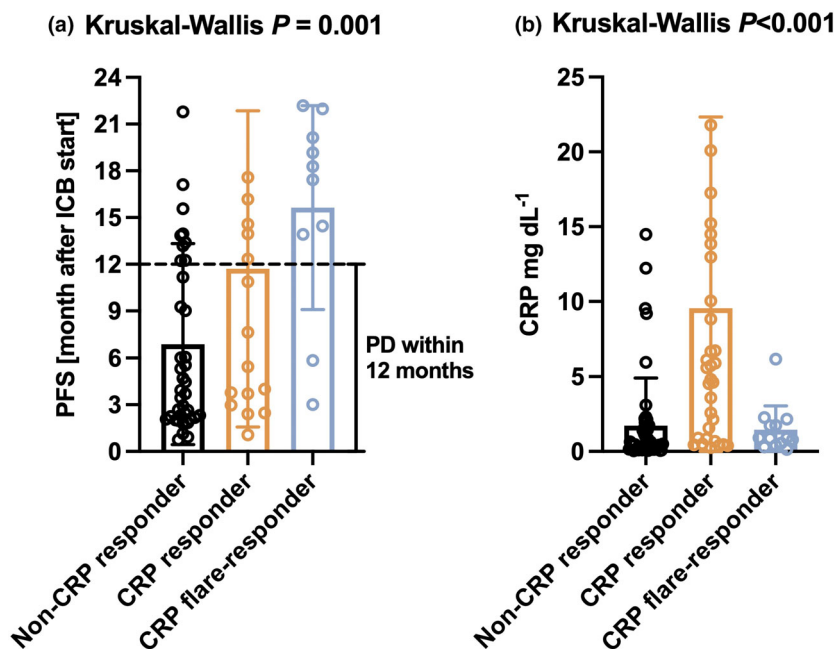 (a) Kruskal-Wallis P = 0.001
24
21
18
15
12
9
6
3
0
PFS [month after ICB start]
PD within
12 months
Non-CRP responder
CRP responder
CRP flare-responder
(b) Kruskal-Wallis P<0.001
25
20
15
10
5
0
CRP mg dL⁻¹
Non-CRP responder
CRP responder
CRP flare-responder